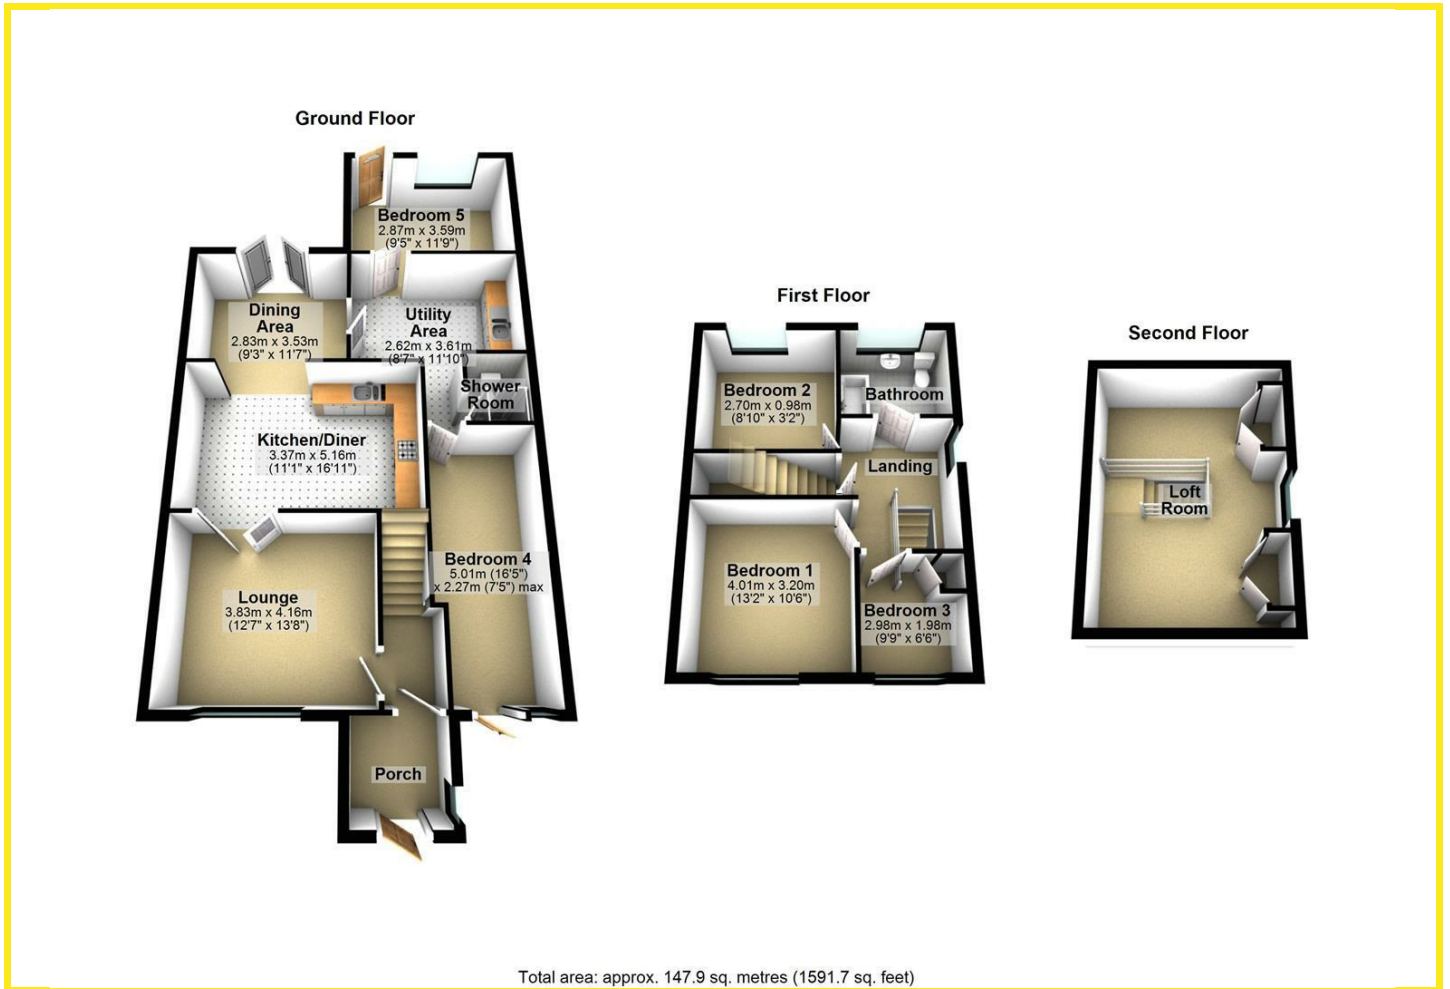 Ground Floor
Bedroom 5
2.87m x 3.59m
(9'5" x 11'9")
Dining
Area
2.83m x 3.53m
(9'3" x 11'7")
Utility
Area
2.62m x 3.61m
(8'7" x 11'10")
Shower
Room
Kitchen/Diner
3.37m x 5.16m
(11'1" x 16'11")
Bedroom 4
5.01m (16'5")
x 2.27m (7'5") max
Lounge
3.83m x 4.16m
(12'7" x 13'8")
Porch
First Floor
Bedroom 2
2.70m x 0.98m
(8'10" x 3'2")
Bathroom
Landing
Bedroom 1
4.01m x 3.20m
(13'2" x 10'6")
Bedroom 3
2.98m x 1.98m
(9'9" x 6'6")
Second Floor
Loft
Room
Total area: approx. 147.9 sq. metres (1591.7 sq. feet)